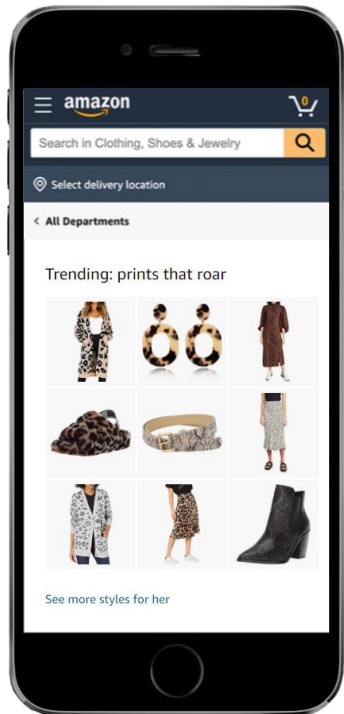 amazon
0
Search in Clothing, Shoes & Jewelry
Select delivery location
< All Departments
Trending: prints that roar
See more styles for her